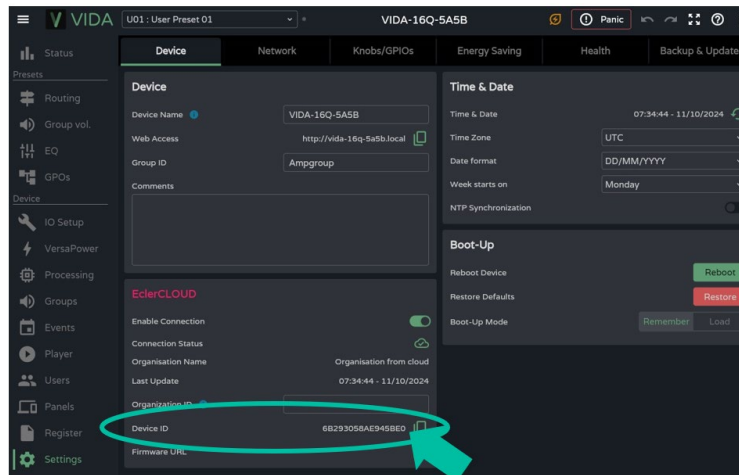 VIDA
U01 : User Preset 01
VIDA-16Q-5A5B
Panic
Status
Presets
Routing
Group vol.
EQ
GPOs
Device
IO Setup
VersaPower
Processing
Groups
Events
Player
Users
Panels
Register
Settings
Device
Network
Knobs/GPIOs
Energy Saving
Health
Backup & Update
Device
Device Name
VIDA-16Q-5A5B
Web Access
http://vida-16q-5a5b.local
Group ID
Ampgroup
Comments
EclerCLOUD
Enable Connection
Connection Status
Organisation Name
Organisation from cloud
Last Update
07:34:44 - 11/10/2024
Organization ID
Device ID
6B293058AE945BE0
Firmware URL
Time & Date
Time & Date
07:34:44 - 11/10/2024
Time Zone
UTC
Date format
DD/MM/YYYY
Week starts on
Monday
NTP Synchronization
Boot-Up
Reboot Device
Reboot
Restore Defaults
Restore
Boot-Up Mode
Remember
Load